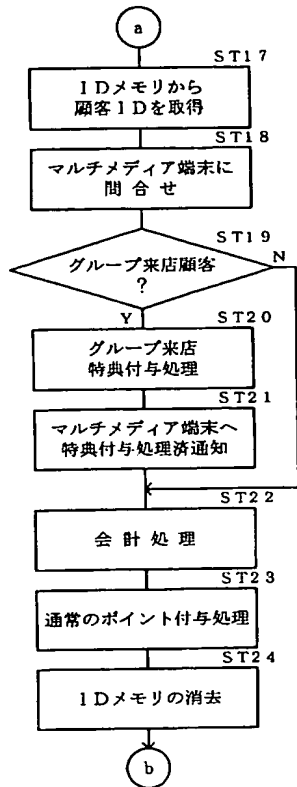 a
ST17
IDメモリから
顧客IDを取得
ST18
マルチメディア端末に
問合せ
ST19
グループ来店顧客
?
N
Y
ST20
グループ来店
特典付与処理
ST21
マルチメディア端末へ
特典付与処理済通知
ST22
会計処理
ST23
通常のポイント付与処理
ST24
IDメモリの消去
b